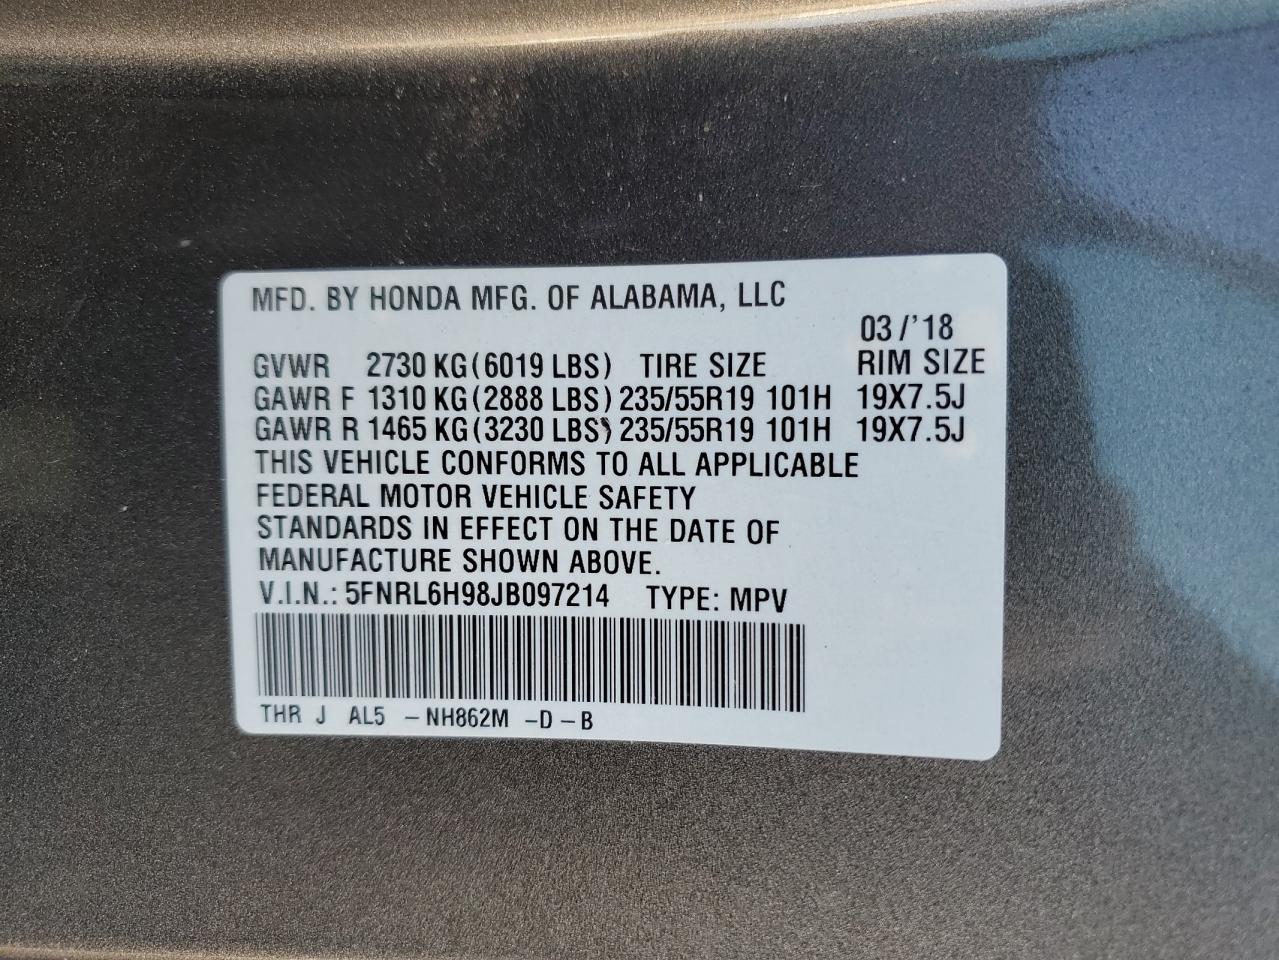 MFD. BY HONDA MFG. OF ALABAMA, LLC
03/'18
GVWR 2730 KG(6019 LBS) TIRE SIZE RIM SIZE
GAWR F 1310 KG(2888 LBS) 235/55R19 101H 19X7.5J
GAWR R 1465 KG(3230 LBS) 235/55R19 101H 19X7.5J
THIS VEHICLE CONFORMS TO ALL APPLICABLE
FEDERAL MOTOR VEHICLE SAFETY
STANDARDS IN EFFECT ON THE DATE OF
MANUFACTURE SHOWN ABOVE.
V.I.N.: 5FNRL6H98JB097214 TYPE: MPV
THR J AL5 -NH862M -D-B